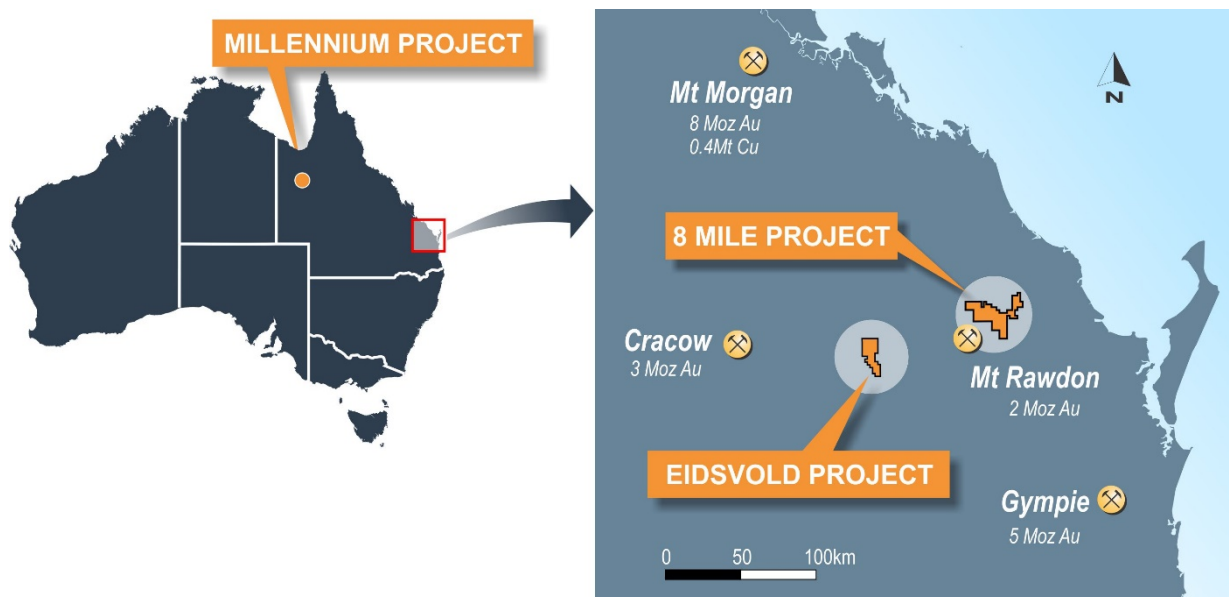 MILLENNIUM PROJECT
Mt Morgan
8 Moz Au
0.4Mt Cu
N
8 MILE PROJECT
Cracow
3 Moz Au
Mt Rawdon
2 Moz Au
EIDSVOLD PROJECT
Gympie
5 Moz Au
0 50 100km